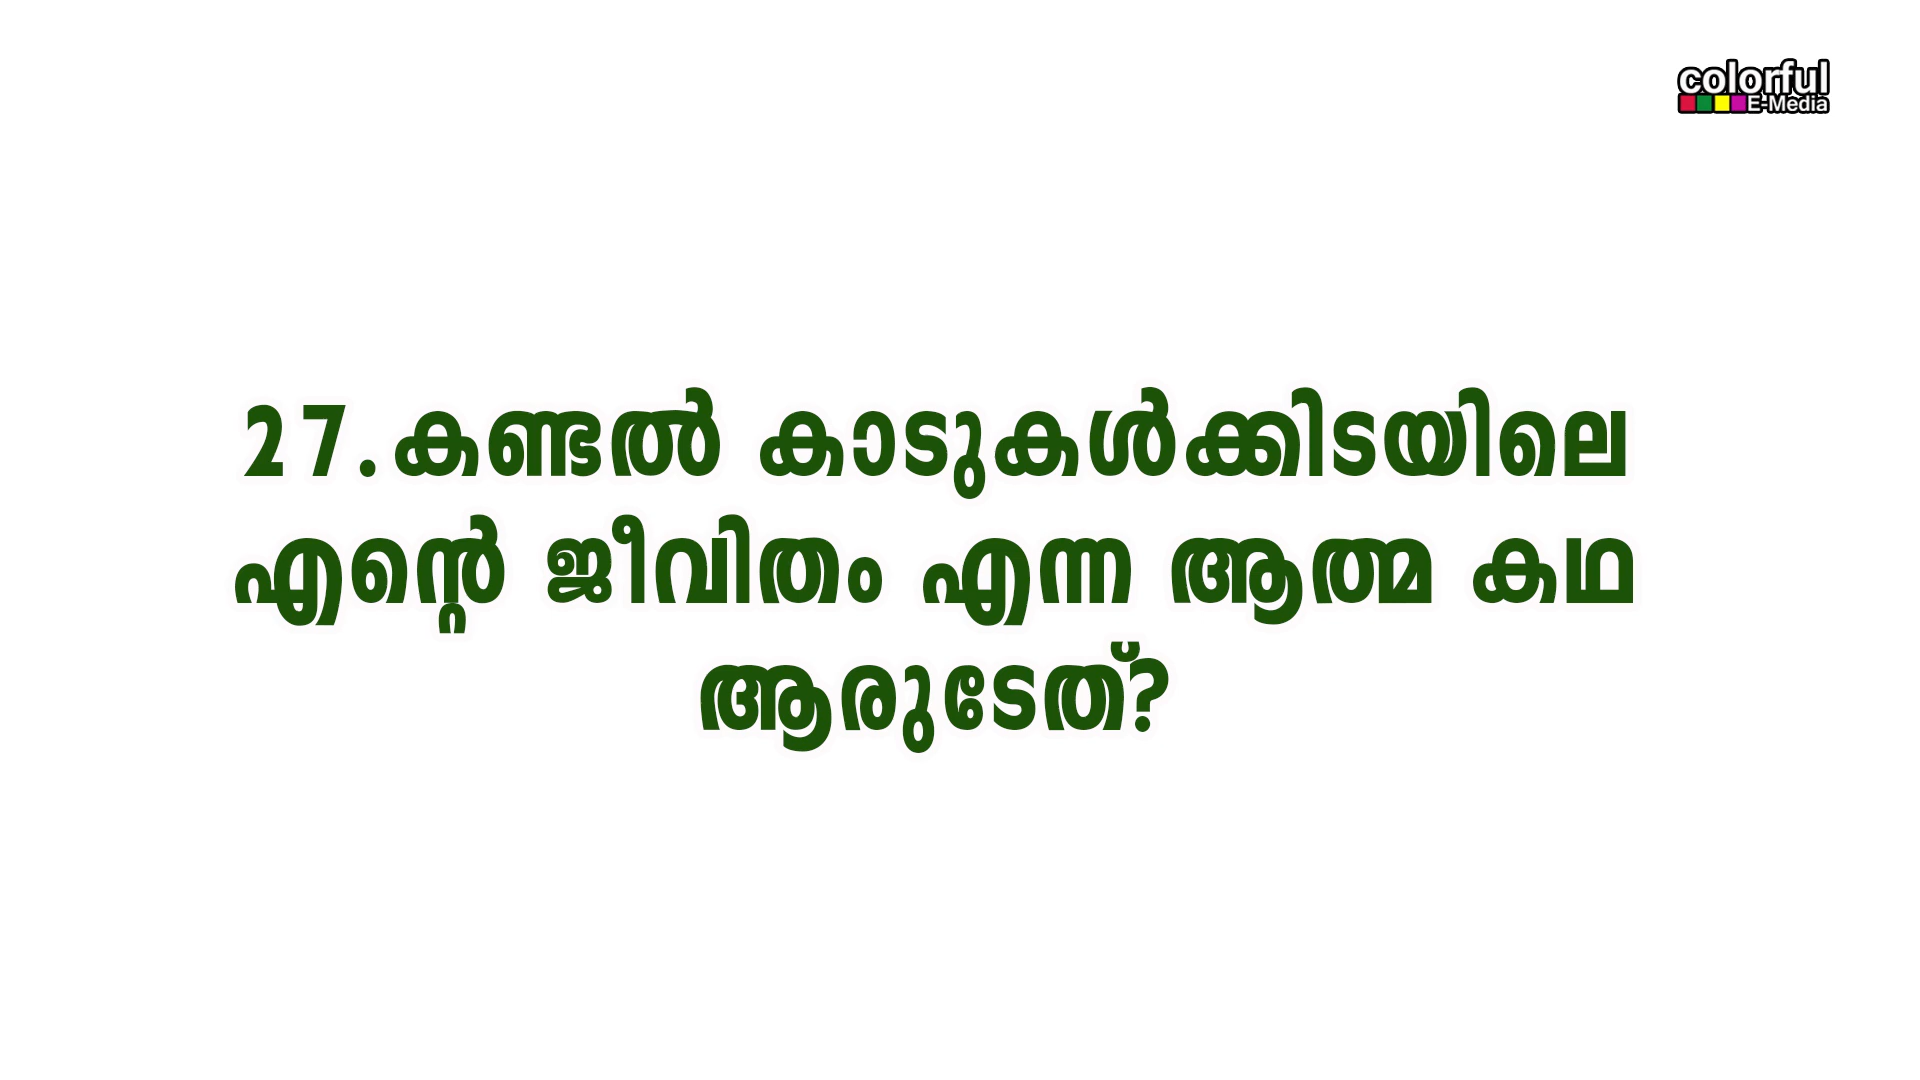 colorful
E-Media
27.കണ്ടൽ കാടുകൾക്കിടയിലെ
എന്റെ ജീവിതം എന്ന ആത്മ കഥ
ആരുടേത്?